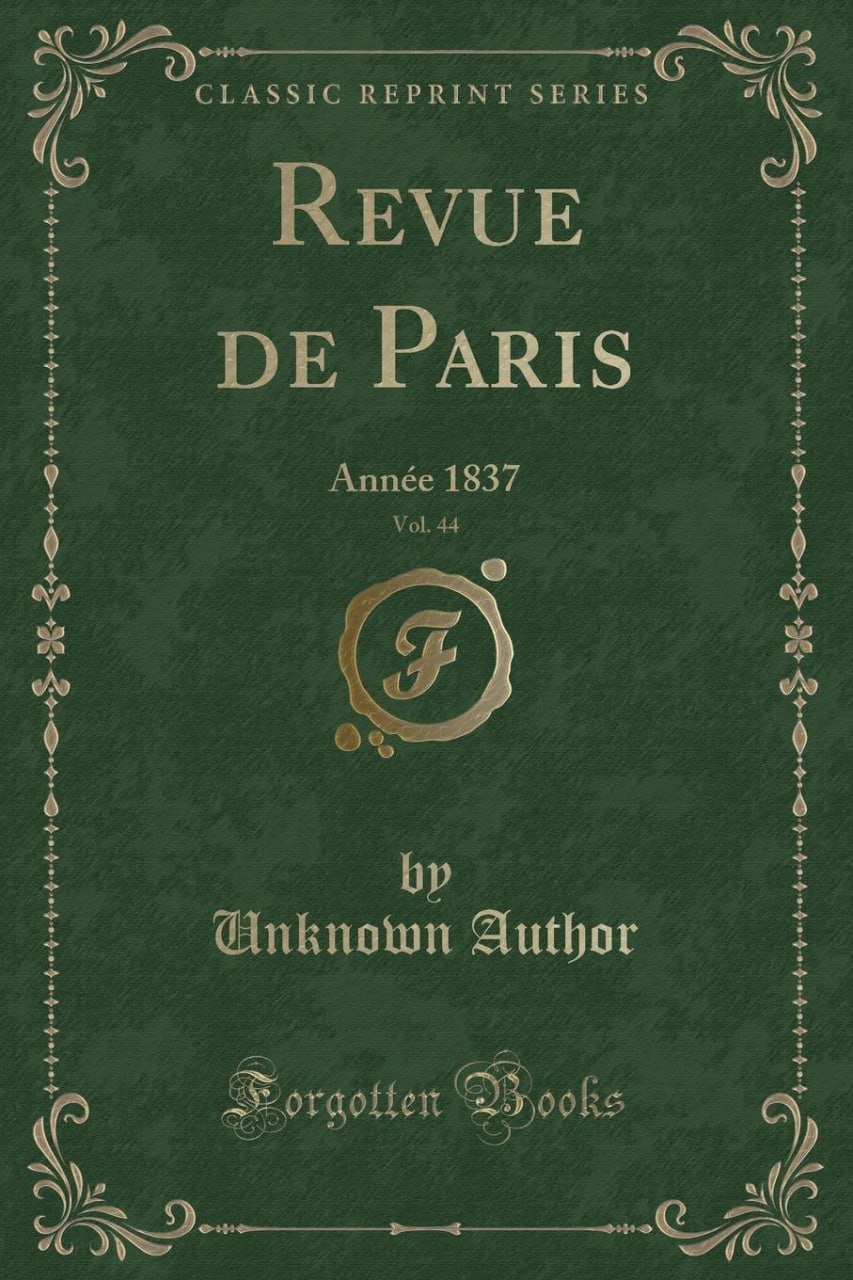 CLASSIC REPRINT SERIES
REVUE
DE PARIS
Année 1837
Vol. 44
F
by
Unknown Author
Forgotten Books